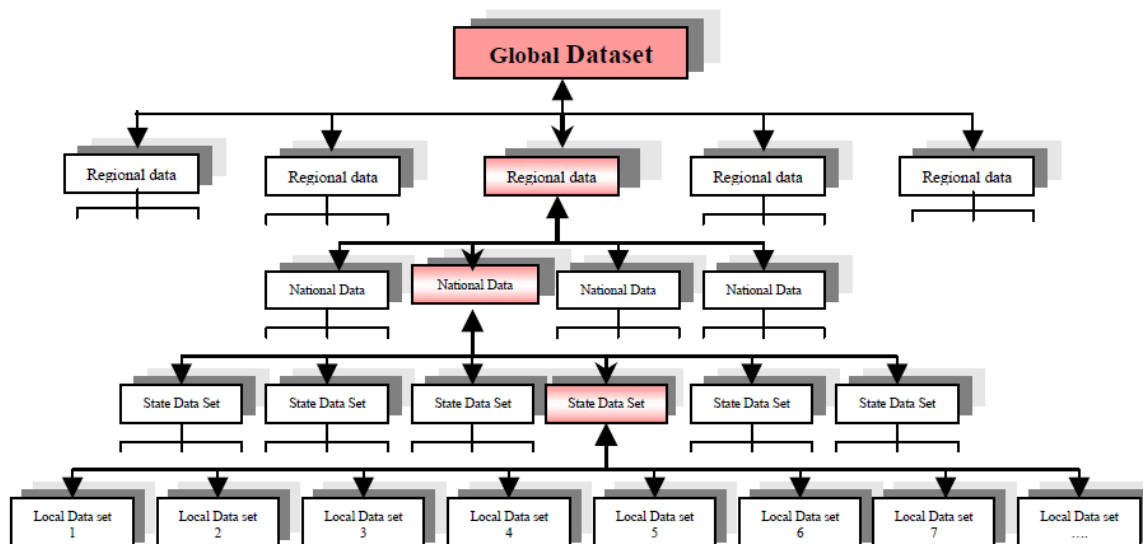 Global Dataset
Regional data
Regional data
Regional data
Regional data
Regional data
National Data
National Data
National Data
National Data
State Data Set
State Data Set
State Data Set
State Data Set
State Data Set
State Data Set
Local Data set
1
Local Data set
2
Local Data set
3
Local Data set
4
Local Data set
5
Local Data set
6
Local Data set
7
Local Data set
....